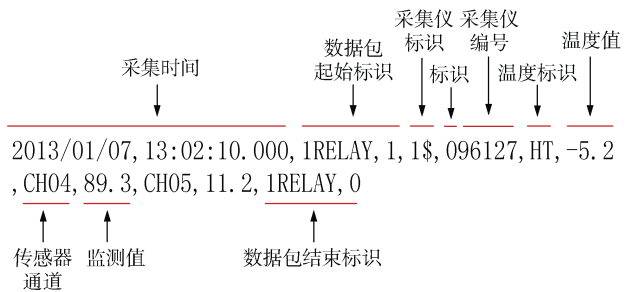 采集时间
数据包
起始标识
采集仪
标识
标识
采集仪
编号
温度标识
温度值
2013/01/07,13:02:10.000,1RELAY,1,1$,096127,HT,-5.2
,CH04,89.3,CH05,11.2,1RELAY,0
传感器
通道
监测值
数据包结束标识